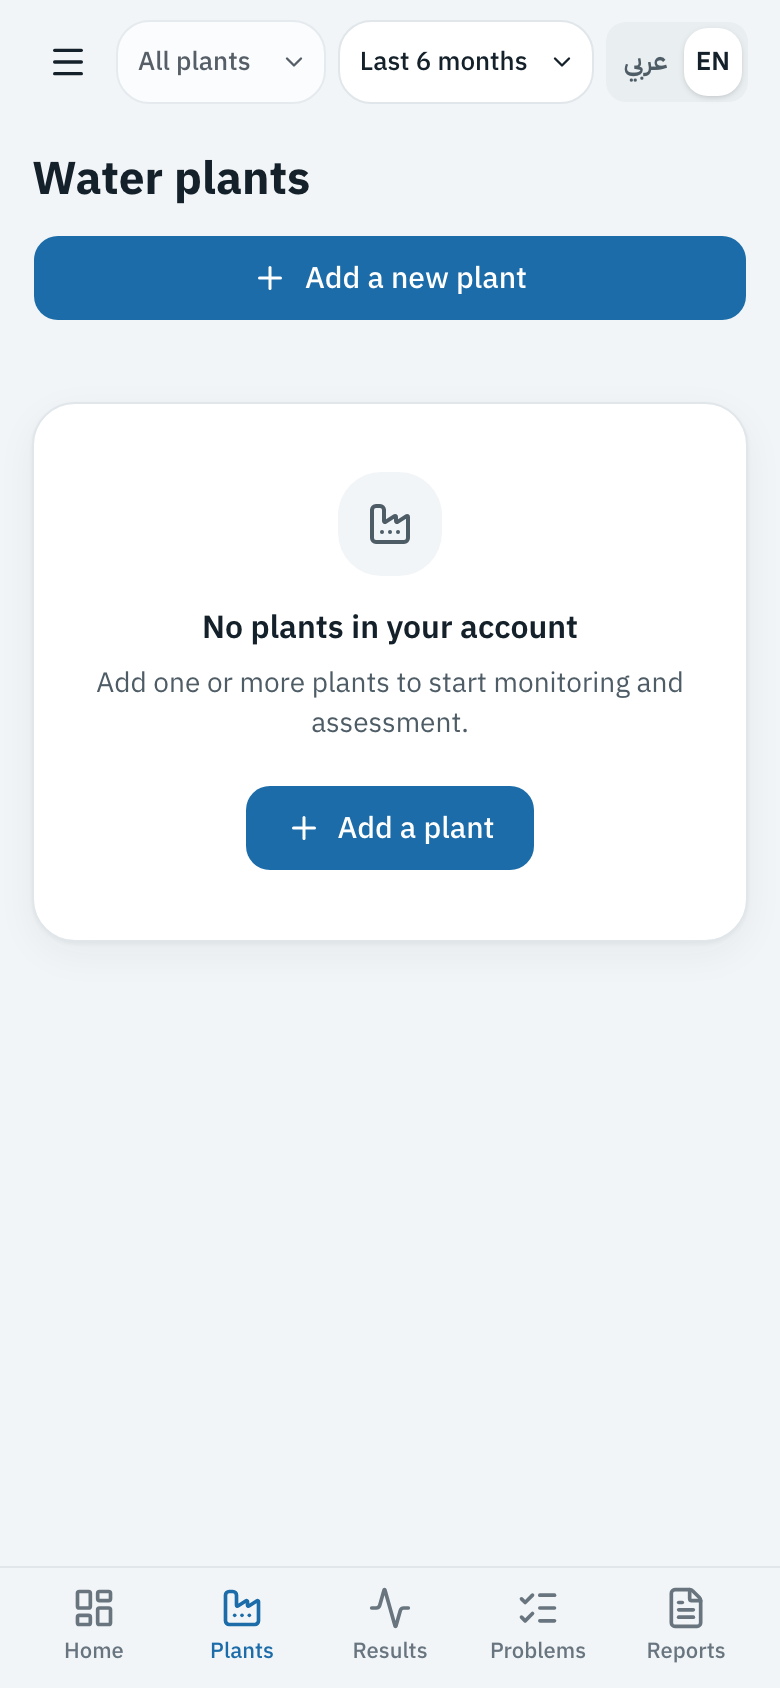 All plants
Last 6 months
عربي
EN
Water plants
Add a new plant
No plants in your account
Add one or more plants to start monitoring and
assessment.
Add a plant
Home
Plants
Results
Problems
Reports